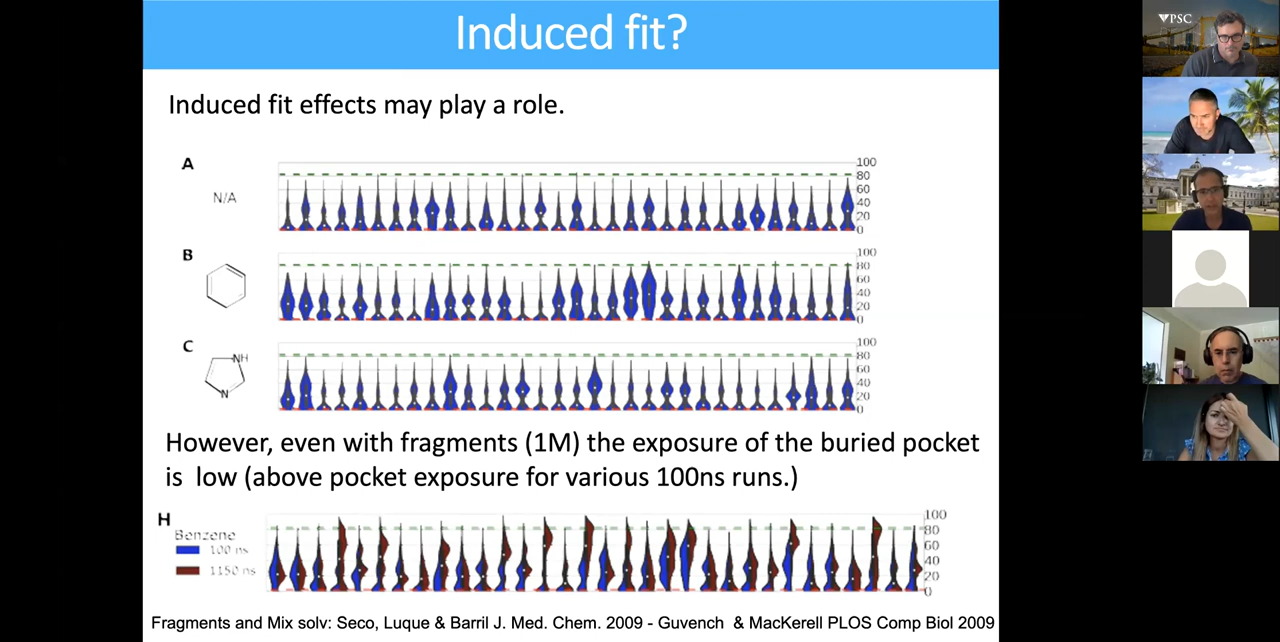 Induced fit?
PSC
Induced fit effects may play a role.
A
N/A
100
80
60
40
20
0
B
100
80
60
40
20
0
C
NH
N
100
80
60
40
20
0
However, even with fragments (1M) the exposure of the buried pocket
is low (above pocket exposure for various 100ns runs.)
H
Benzene
100 ns
1150 ns
100
80
60
40
20
0
Fragments and Mix solv: Seco, Luque & Barril J. Med. Chem. 2009 - Guvench & MacKerell PLOS Comp Biol 2009